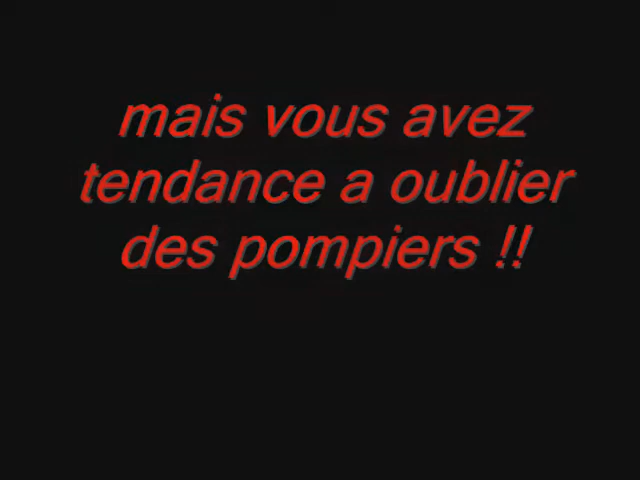 mais vous avez
tendance a oublier
des pompiers !!